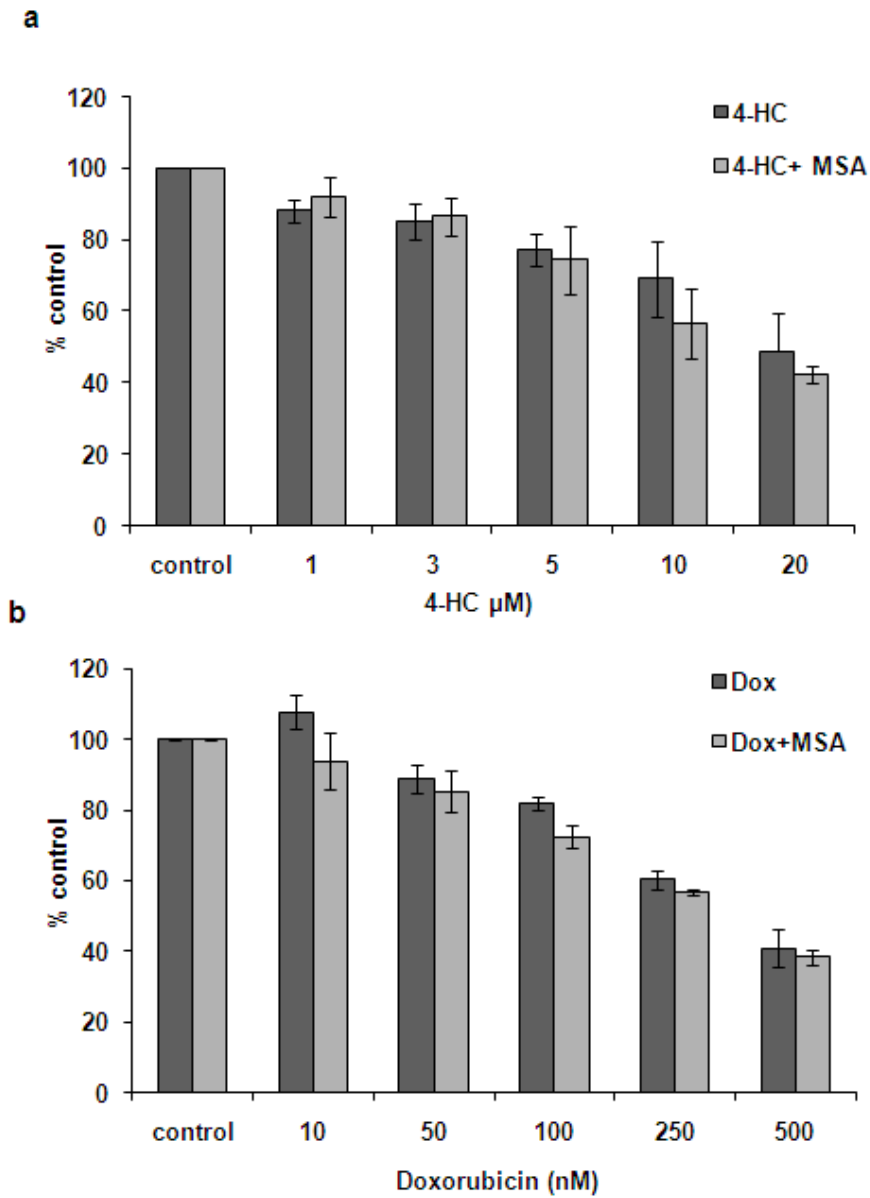 a
120
100
80
60
40
20
0
% control
4-HC
4-HC+ MSA
control 1 3 5 10 20
4-HC µM)
b
120
100
80
60
40
20
0
% control
Dox
Dox+MSA
control 10 50 100 250 500
Doxorubicin (nM)